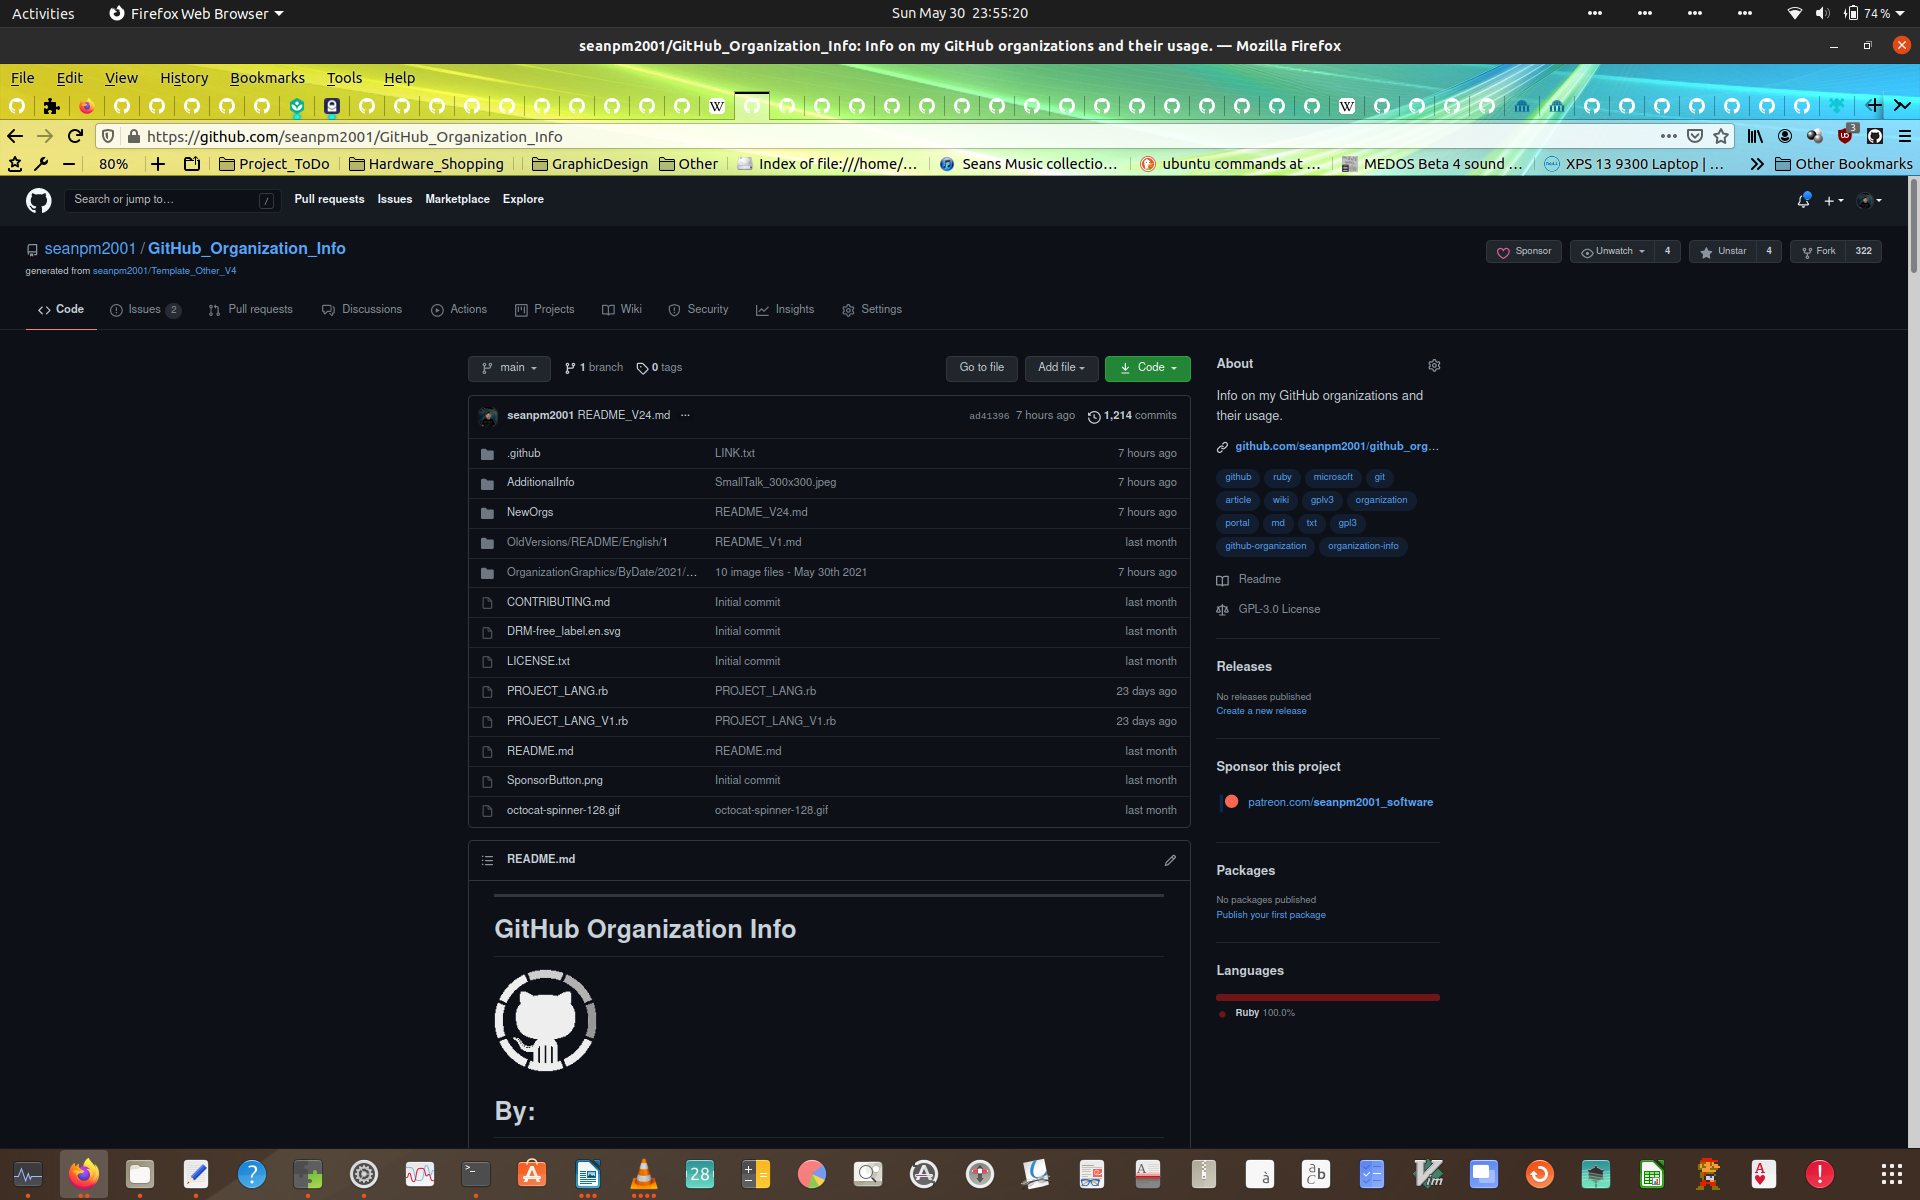 Activities Firefox Web Browser Sun May 30 23:55:20 74 %
seanpm2001/GitHub_Organization_Info: Info on my GitHub organizations and their usage. — Mozilla Firefox
File Edit View History Bookmarks Tools Help
https://github.com/seanpm2001/GitHub_Organization_Info 3
80% Project_ToDo Hardware_Shopping GraphicDesign Other Index of file:///home/... Seans Music collectio... ubuntu commands at ... MEDOS Beta 4 sound ... XPS 13 9300 Laptop | ... Other Bookmarks
Search or jump to... / Pull requests Issues Marketplace Explore
seanpm2001 / GitHub_Organization_Info Sponsor Unwatch 4 Unstar 4 Fork 322
generated from seanpm2001/Template_Other_V4
Code Issues 2 Pull requests Discussions Actions Projects Wiki Security Insights Settings
main 1 branch 0 tags Go to file Add file Code
seanpm2001 README_V24.md ... ad41396 7 hours ago 1,214 commits
.github LINK.txt 7 hours ago
AdditionalInfo SmallTalk_300x300.jpeg 7 hours ago
NewOrgs README_V24.md 7 hours ago
OldVersions/README/English/1 README_V1.md last month
OrganizationGraphics/ByDate/2021/... 10 image files - May 30th 2021 7 hours ago
CONTRIBUTING.md Initial commit last month
DRM-free_label.en.svg Initial commit last month
LICENSE.txt Initial commit last month
PROJECT_LANG.rb PROJECT_LANG.rb 23 days ago
PROJECT_LANG_V1.rb PROJECT_LANG_V1.rb 23 days ago
README.md README.md last month
SponsorButton.png Initial commit last month
octocat-spinner-128.gif octocat-spinner-128.gif last month
README.md
GitHub Organization Info
By:
About
Info on my GitHub organizations and
their usage.
github.com/seanpm2001/github_org...
github ruby microsoft git
article wiki gplv3 organization
portal md txt gpl3
github-organization organization-info
Readme
GPL-3.0 License
Releases
No releases published
Create a new release
Sponsor this project
patreon.com/seanpm2001_software
Packages
No packages published
Publish your first package
Languages
Ruby 100.0%
28